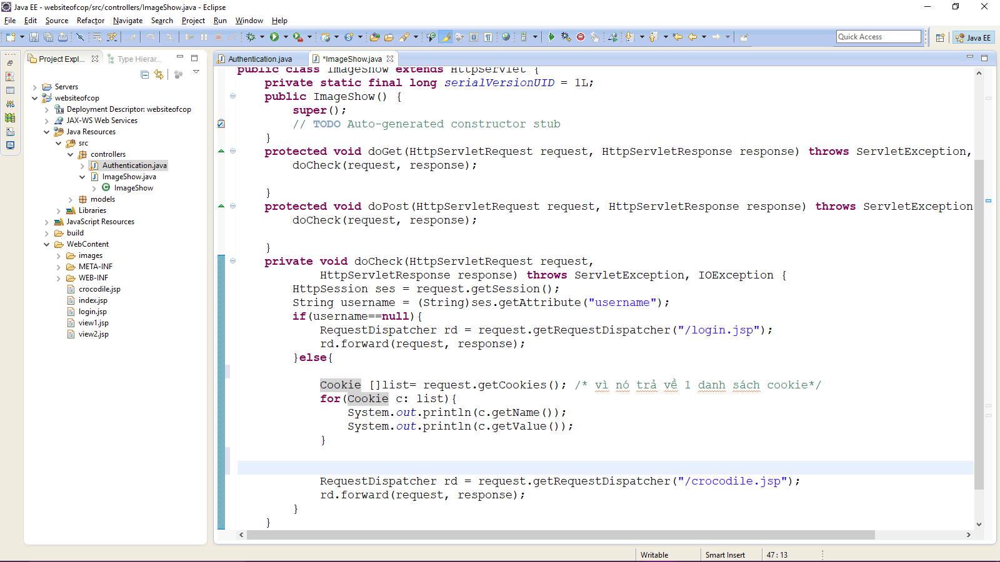 Java EE - websiteofcop/src/controllers/ImageShow.java - Eclipse
File Edit Source Refactor Navigate Search Project Run Window Help
Quick Access
Java EE
Project Expl...
Type Hierar...
Servers
websiteofcop
Deployment Descriptor: websiteofcop
JAX-WS Web Services
Java Resources
src
controllers
Authentication.java
ImageShow.java
ImageShow
models
Libraries
JavaScript Resources
build
WebContent
images
META-INF
WEB-INF
crocodile.jsp
index.jsp
login.jsp
view1.jsp
view2.jsp
Authentication.java
*ImageShow.java
public class ImageShow extends HttpServlet {
private static final long serialVersionUID = 1L;
public ImageShow() {
super();
// TODO Auto-generated constructor stub
}
protected void doGet(HttpServletRequest request, HttpServletResponse response) throws ServletException,
doCheck(request, response);
}
protected void doPost(HttpServletRequest request, HttpServletResponse response) throws ServletException
doCheck(request, response);
}
private void doCheck(HttpServletRequest request,
HttpServletResponse response) throws ServletException, IOException {
HttpSession ses = request.getSession();
String username = (String)ses.getAttribute("username");
if(username==null){
RequestDispatcher rd = request.getRequestDispatcher("/login.jsp");
rd.forward(request, response);
}else{
Cookie []list= request.getCookies(); /* vì nó trả về 1 danh sách cookie*/
for(Cookie c: list){
System.out.println(c.getName());
System.out.println(c.getValue());
}
RequestDispatcher rd = request.getRequestDispatcher("/crocodile.jsp");
rd.forward(request, response);
}
}
Writable
Smart Insert
47 : 13